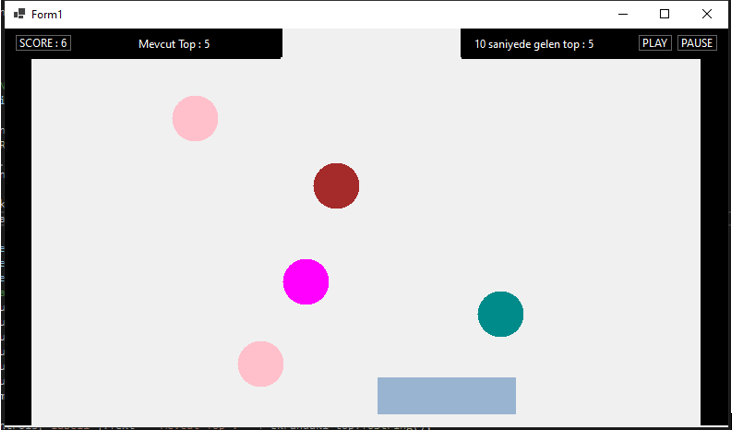 Form1
SCORE : 6
Mevcut Top : 5
10 saniyede gelen top : 5
PLAY
PAUSE